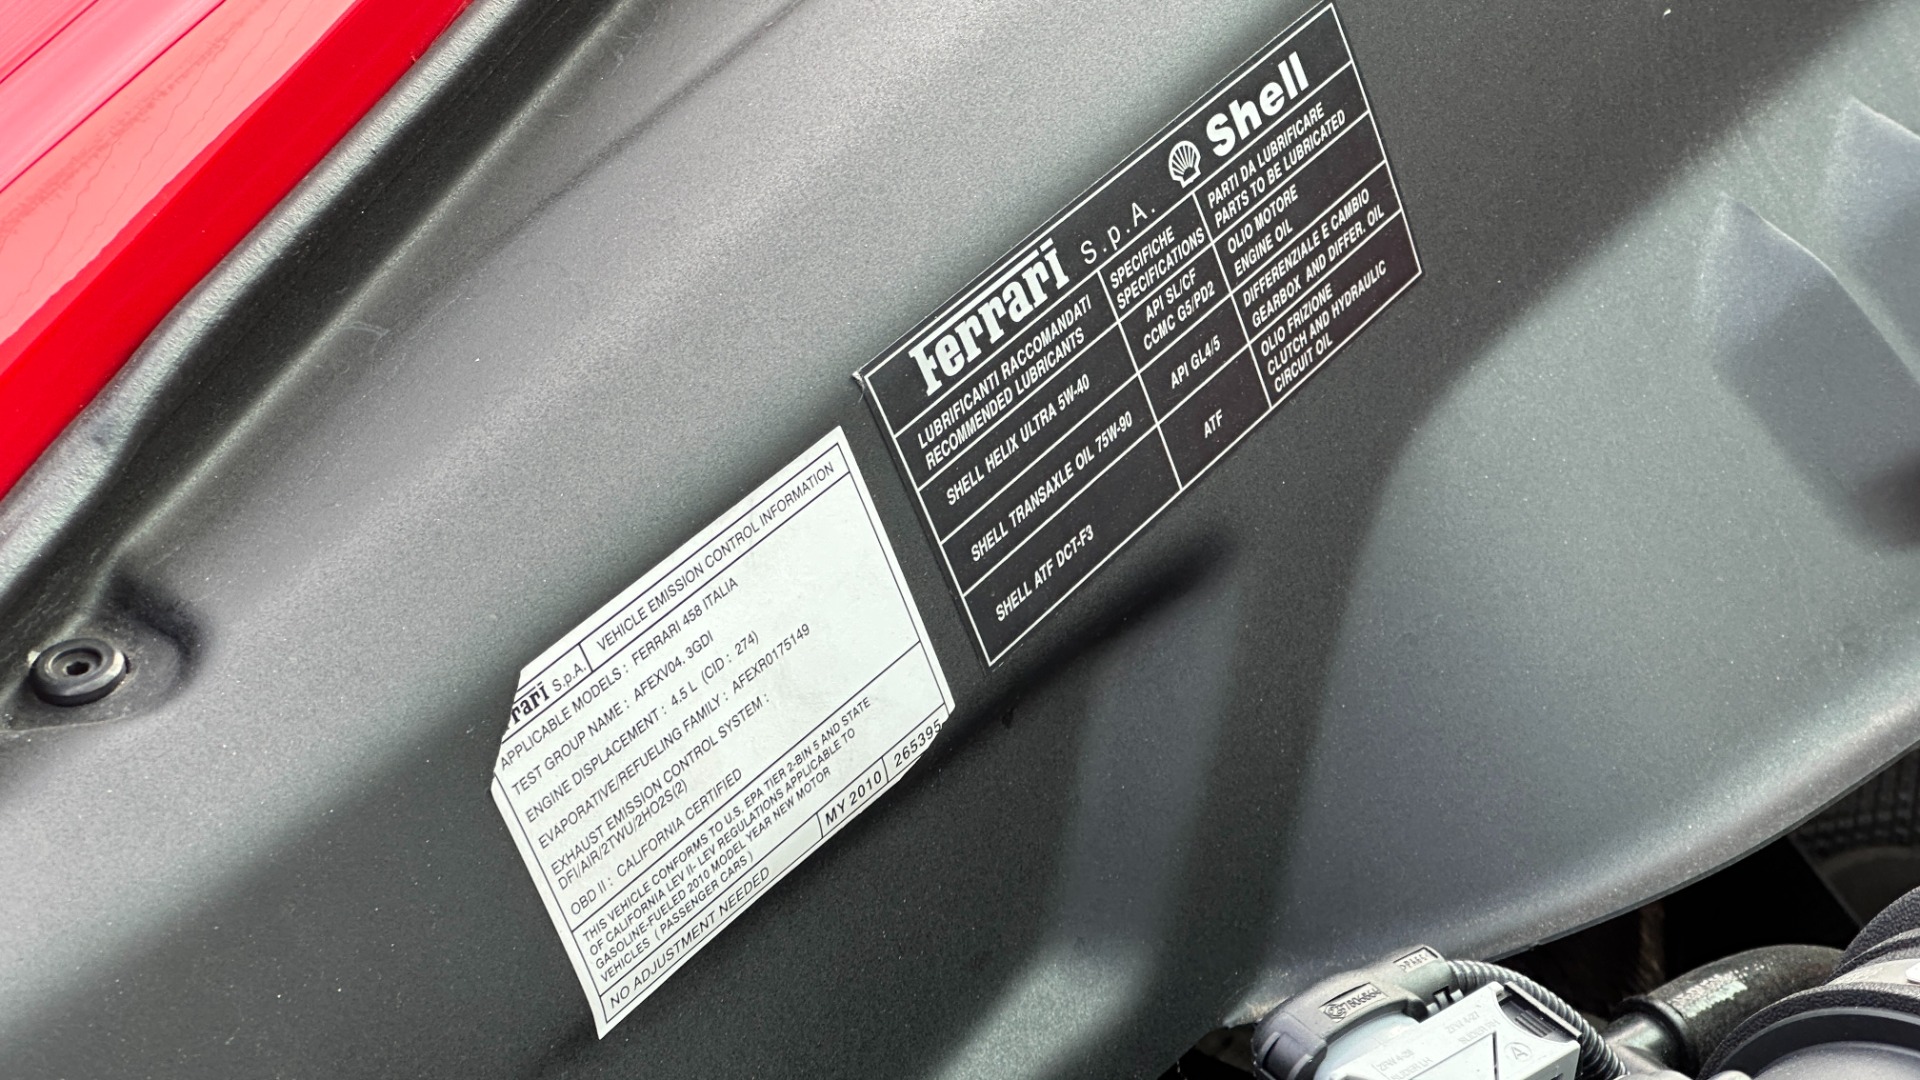 Ferrari S.p.A. Shell
LUBRIFICANTI RACCOMANDATI
RECOMMENDED LUBRICANTS
SPECIFICHE
SPECIFICATIONS
PARTI DA LUBRIFICARE
PARTS TO BE LUBRICATED
SHELL HELIX ULTRA 5W-40
API SL/CF
CCMC G5/PD2
OLIO MOTORE
ENGINE OIL
SHELL TRANSAXLE OIL 75W-90
API GL4/5
DIFFERENZIALE E CAMBIO
GEARBOX AND DIFFER. OIL
SHELL ATF DCT-F3
ATF
OLIO FRIZIONE
CLUTCH AND HYDRAULIC
CIRCUIT OIL
rrari S.p.A. VEHICLE EMISSION CONTROL INFORMATION
APPLICABLE MODELS : FERRARI 458 ITALIA
TEST GROUP NAME : AFEXV04. 3GDI
ENGINE DISPLACEMENT : 4.5 L (CID : 274)
EVAPORATIVE/REFUELING FAMILY : AFEXR0175149
EXHAUST EMISSION CONTROL SYSTEM :
DFI/AIR/2TWU/2HO2S(2)
OBD II : CALIFORNIA CERTIFIED
THIS VEHICLE CONFORMS TO U.S. EPA TIER 2-BIN 5 AND STATE
OF CALIFORNIA LEV II- LEV REGULATIONS APPLICABLE TO
GASOLINE-FUELED 2010 MODEL YEAR NEW MOTOR
VEHICLES ( PASSENGER CARS )
NO ADJUSTMENT NEEDED
MY 2010 265395